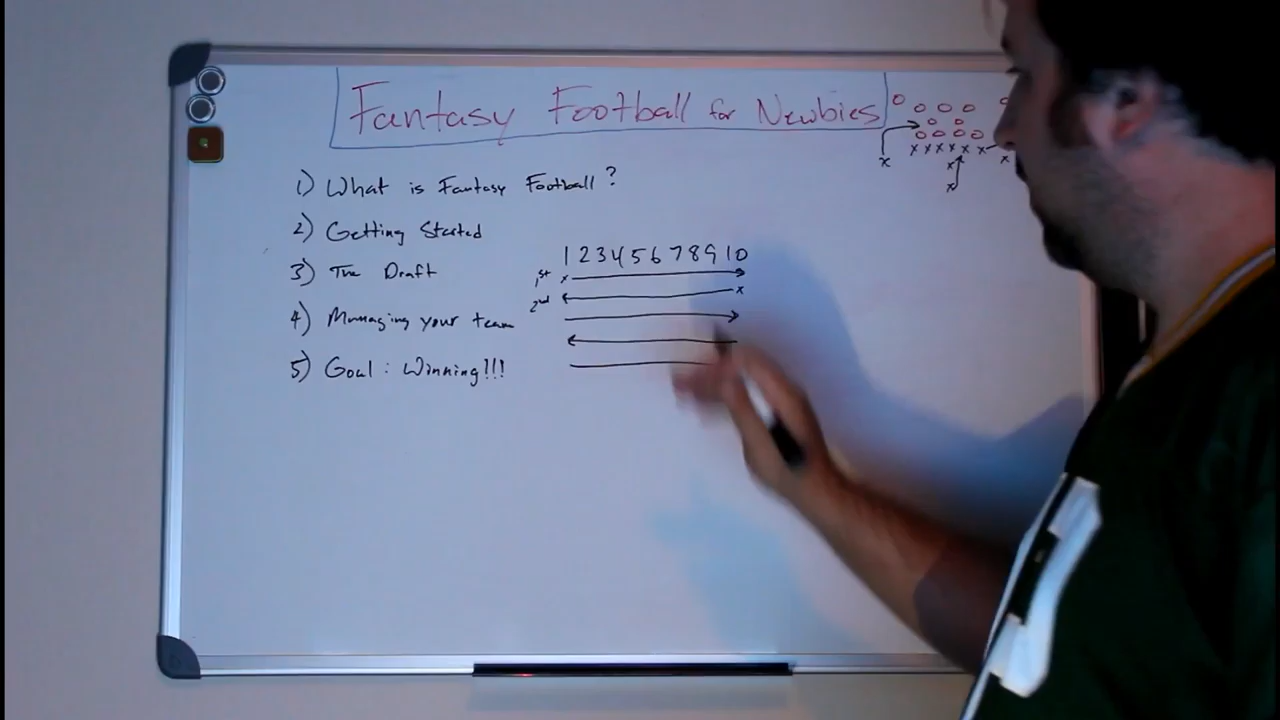 Fantasy Football for Newbies
1) What is Fantasy Football?
2) Getting Started
3) The Draft
4) Managing your team
5) Goal: Winning!!!
1 2 3 4 5 6 7 8 9 10
1st x
2nd x